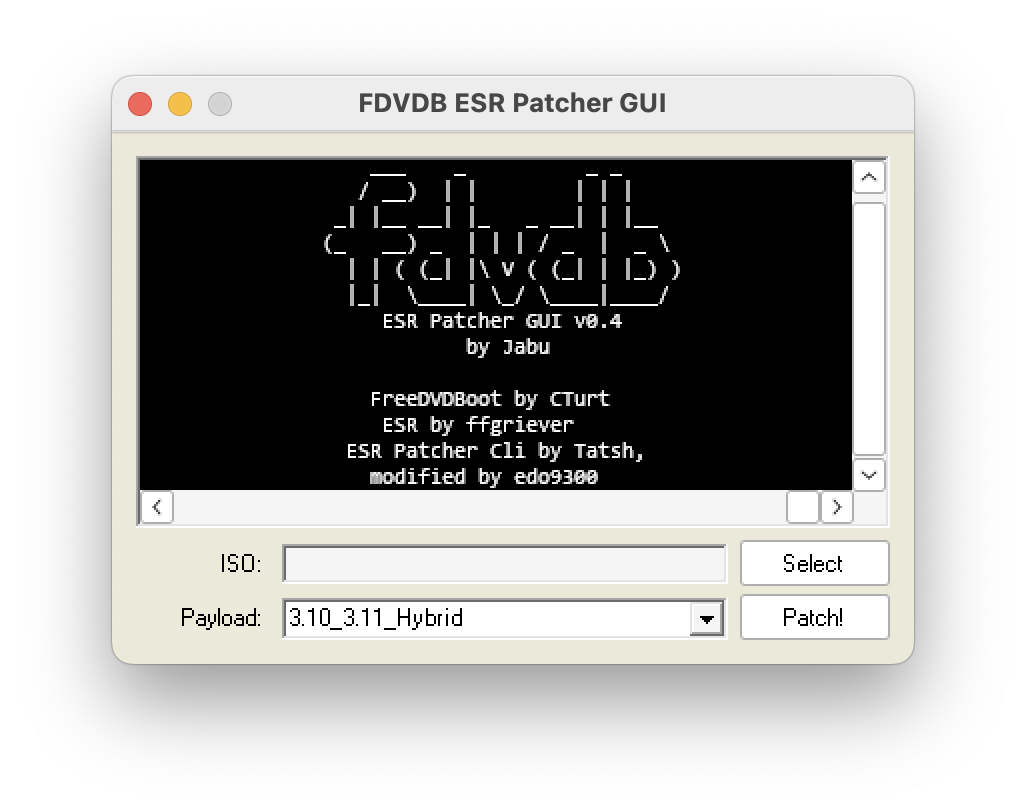 FDVDB ESR Patcher GUI
fdvdb
ESR Patcher GUI v0.4
by Jabu
FreeDVDBoot by CTurt
ESR by ffgriever
ESR Patcher Cli by Tatsh,
modified by edo9300
ISO:
Select
Payload:
3.10_3.11_Hybrid
Patch!